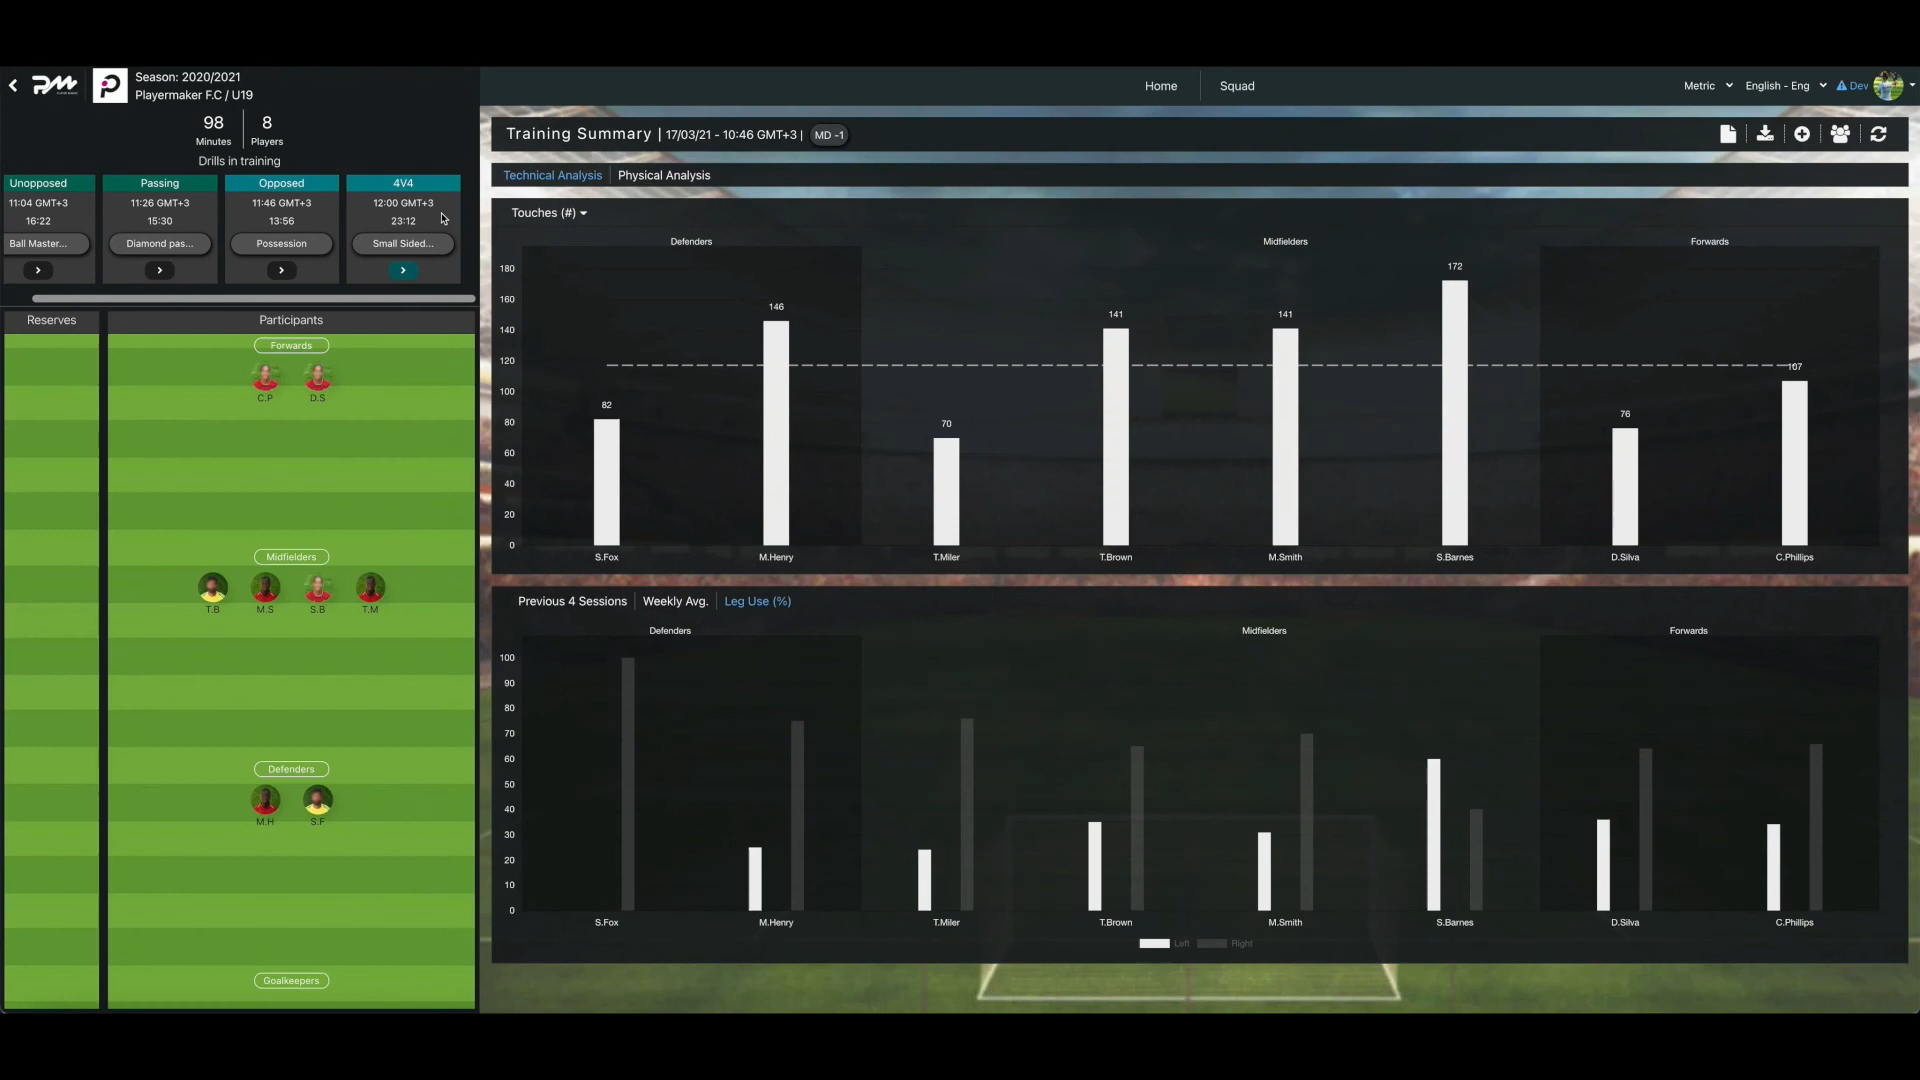 Season: 2020/2021
Playermaker F.C / U19
98 Minutes
8 Players
Drills in training
Unopposed
11:04 GMT+3
16:22
Ball Master...
Passing
11:26 GMT+3
15:30
Diamond pas...
Opposed
11:46 GMT+3
13:56
Possession
4V4
12:00 GMT+3
23:12
Small Sided...
Reserves
Participants
Forwards
C.P D.S
Midfielders
T.B M.S S.B T.M
Defenders
M.H S.F
Goalkeepers
Home Squad
Metric English - Eng Dev
Training Summary | 17/03/21 - 10:46 GMT+3 | MD -1
Technical Analysis Physical Analysis
Touches (#)
Defenders Midfielders Forwards
180
160
140
120
100
80
60
40
20
0
82 146 70 141 141 172 76 107
S.Fox M.Henry T.Miler T.Brown M.Smith S.Barnes D.Silva C.Phillips
Previous 4 Sessions Weekly Avg. Leg Use (%)
Defenders Midfielders Forwards
100
90
80
70
60
50
40
30
20
10
0
S.Fox M.Henry T.Miler T.Brown M.Smith S.Barnes D.Silva C.Phillips
Left Right